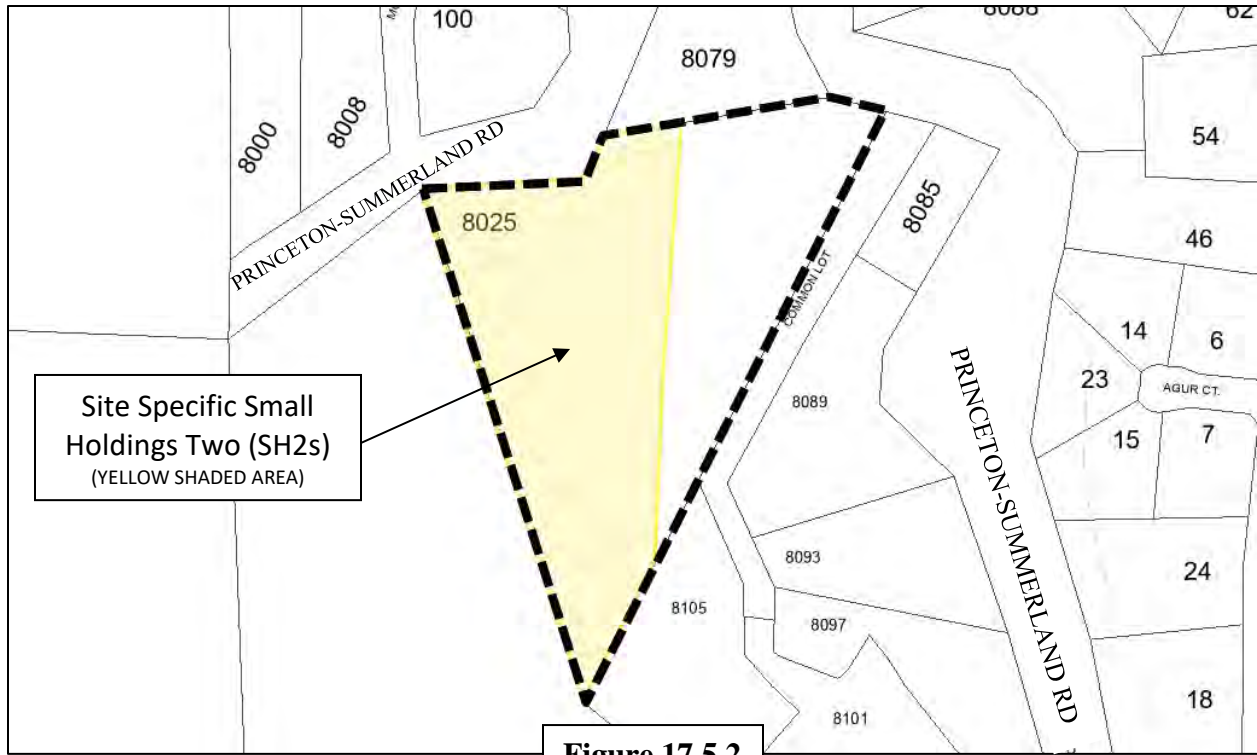 100
8088
62
8079
8000
8008
PRINCETON-SUMMERLAND RD
54
8025
8085
46
COMMON LOT
14
6
23
AGUR CT.
Site Specific Small
Holdings Two (SH2s)
(YELLOW SHADED AREA)
8089
15
7
PRINCETON-SUMMERLAND RD
8093
24
8105
8097
18
8101
Figure 17.5.2